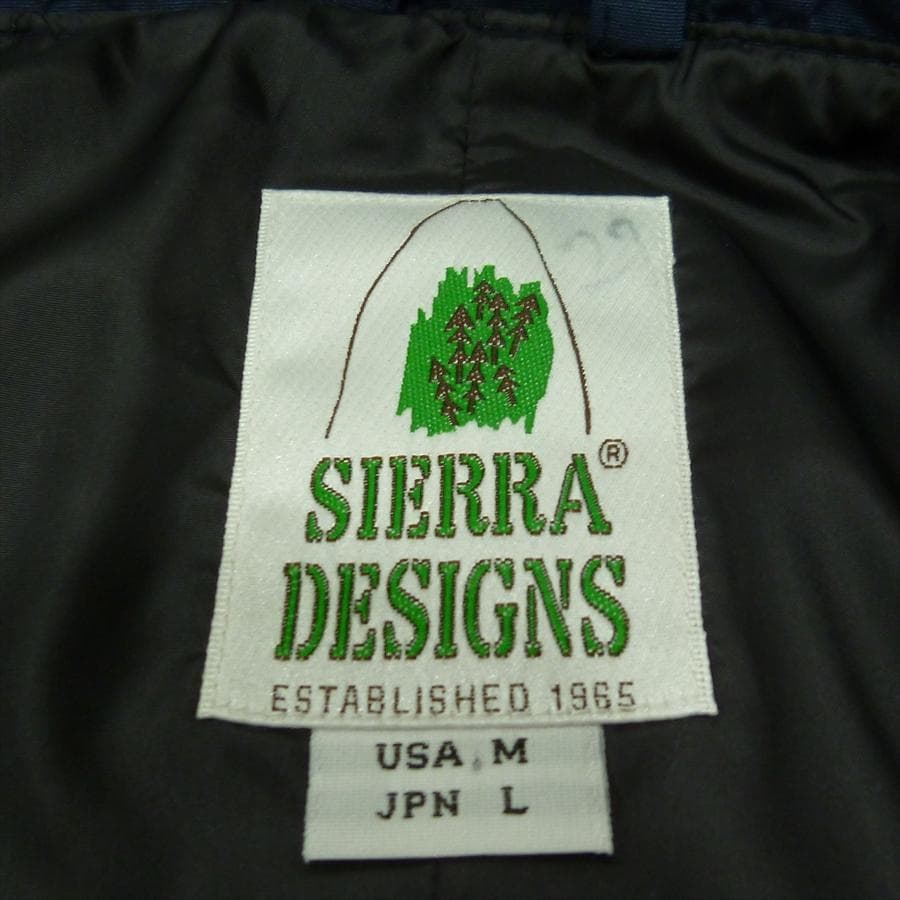 SIERRA®
DESIGNS
ESTABLISHED 1965
USA M
JPN L